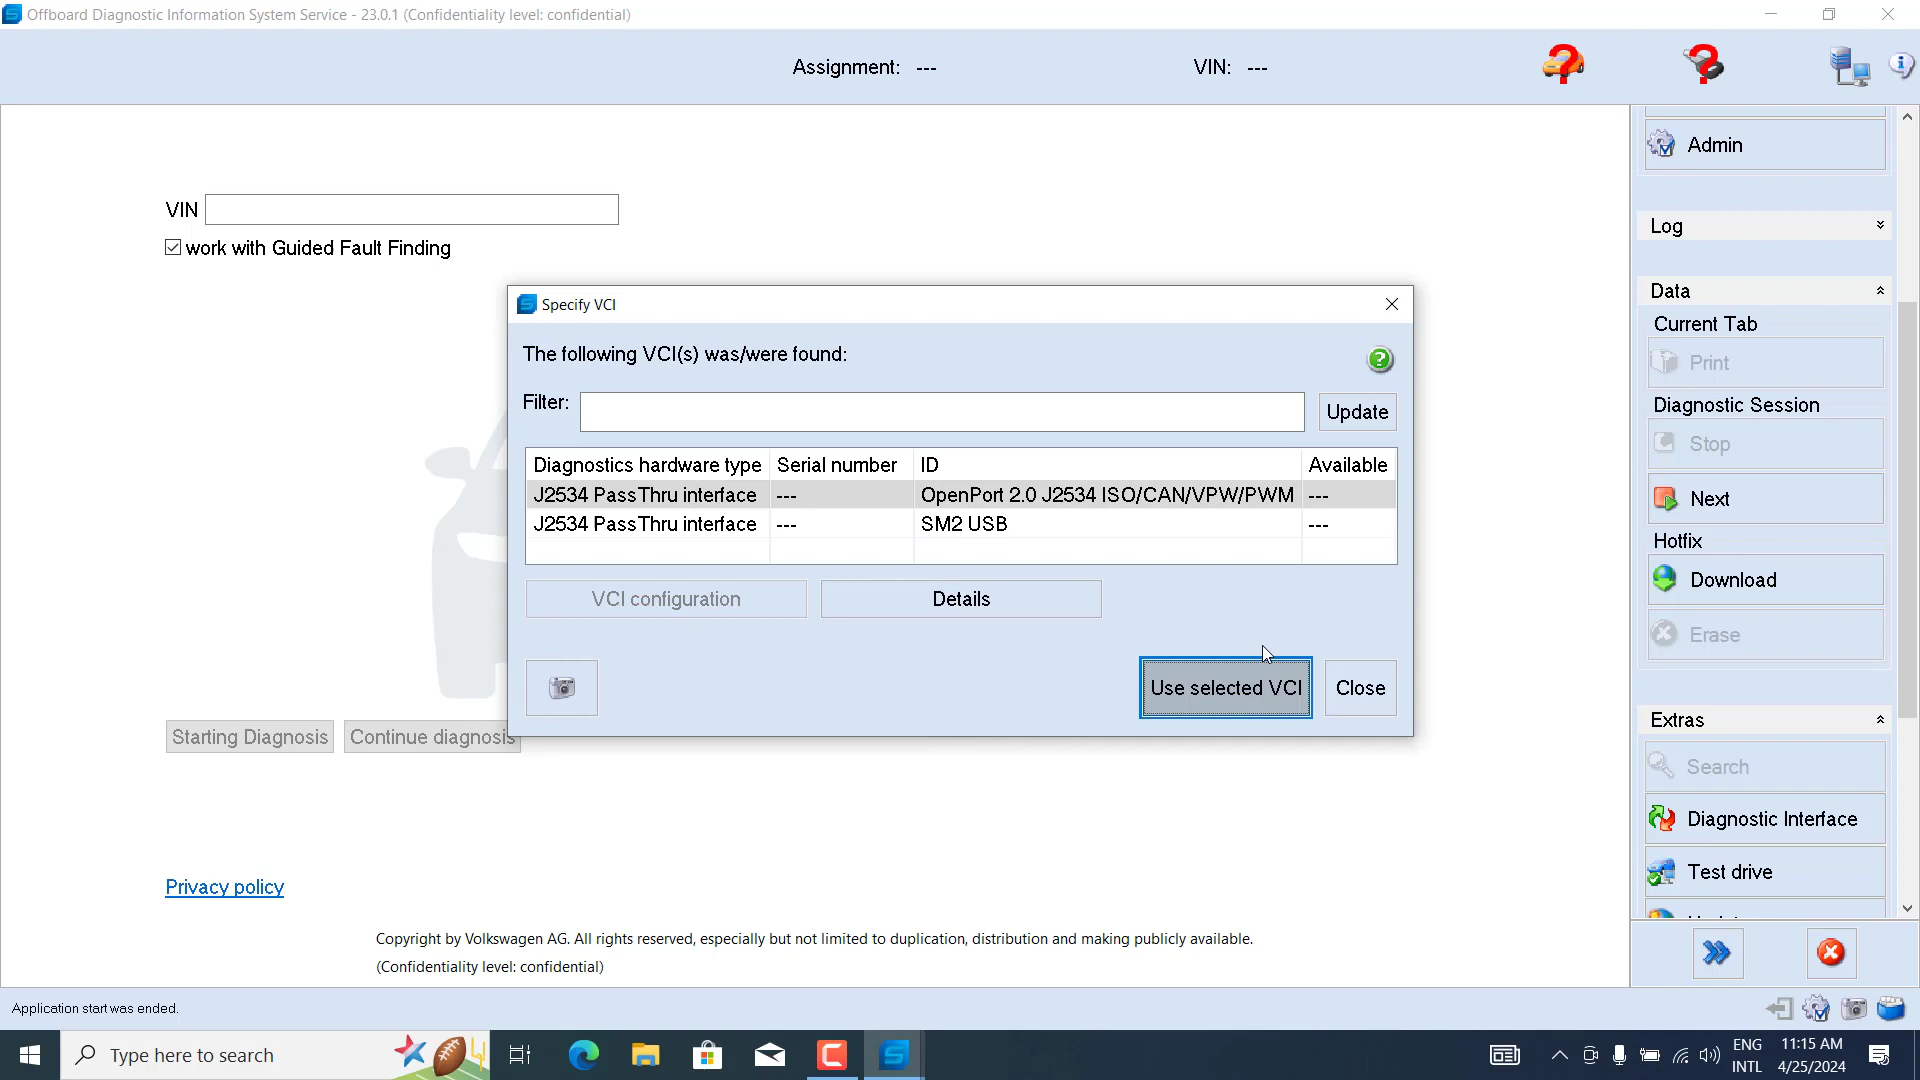 Offboard Diagnostic Information System Service - 23.0.1 (Confidentiality level: confidential)
Assignment: ---
VIN: ---
Admin
VIN
work with Guided Fault Finding
Log
Specify VCI
The following VCI(s) was/were found:
Filter:
Update
Diagnostics hardware type Serial number ID Available
J2534 PassThru interface --- OpenPort 2.0 J2534 ISO/CAN/VPW/PWM ---
J2534 PassThru interface --- SM2 USB ---
VCI configuration
Details
Use selected VCI
Close
Data
Current Tab
Print
Diagnostic Session
Stop
Next
Hotfix
Download
Erase
Extras
Search
Diagnostic Interface
Test drive
Starting Diagnosis
Continue diagnosis
Privacy policy
Copyright by Volkswagen AG. All rights reserved, especially but not limited to duplication, distribution and making publicly available.
(Confidentiality level: confidential)
Application start was ended.
Type here to search
ENG
INTL
11:15 AM
4/25/2024